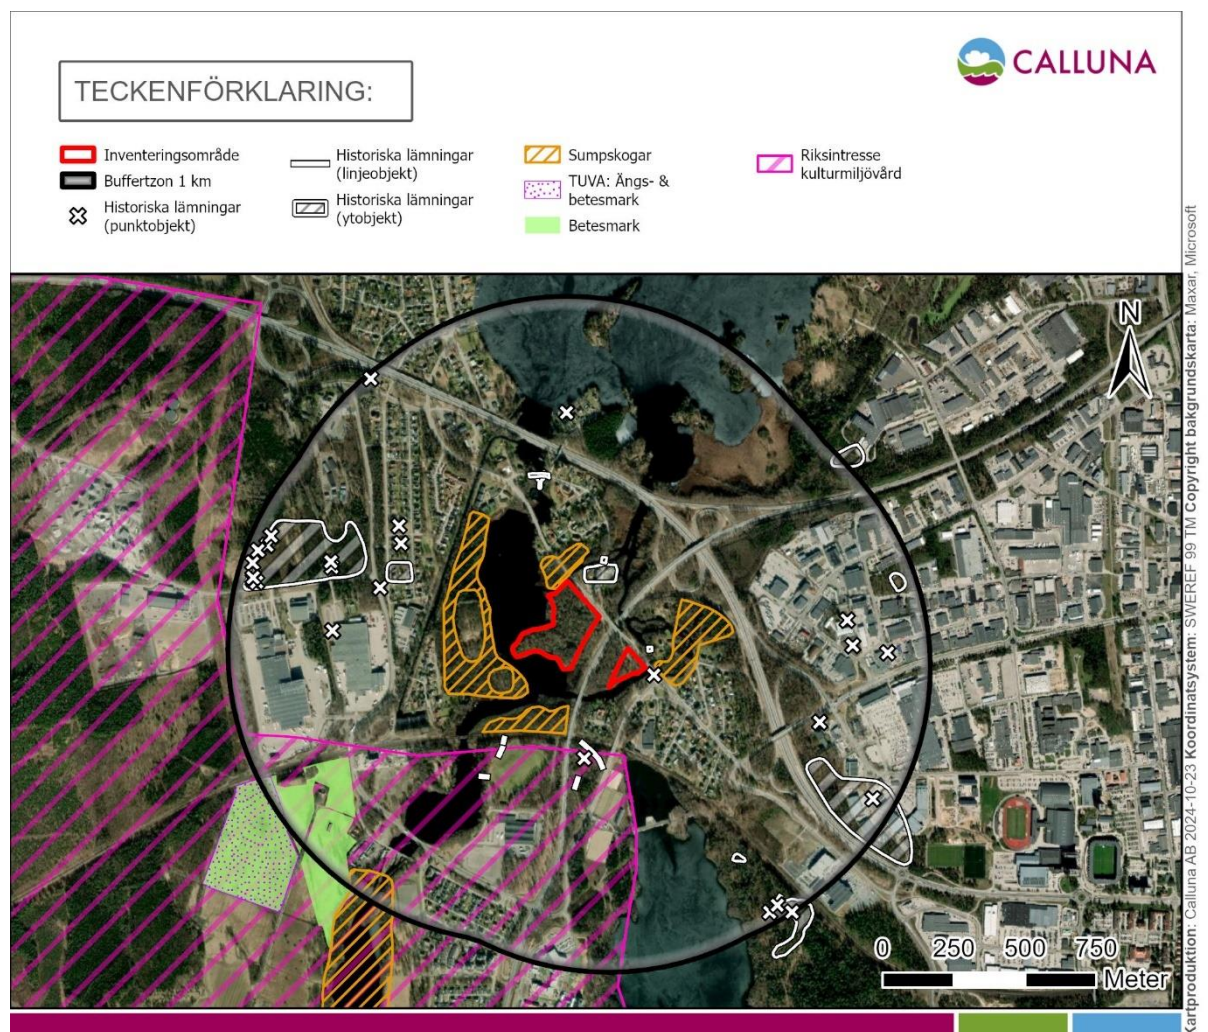 CALLUNA
TECKENFÖRKLARING:
Inventeringsområde
Buffertzon 1 km
Historiska lämningar
(punktobjekt)
Historiska lämningar
(linjeobjekt)
Historiska lämningar
(ytobjekt)
Sumpskogar
TUVA: Ängs- &
betesmark
Betesmark
Riksintresse
kulturmiljövård
N
0 250 500 750
Meter
Kartproduktion: Calluna AB 2024-10-23 Koordinatsystem: SWEREF 99 TM Copyright bakgrundskarta: Maxar, Microsoft